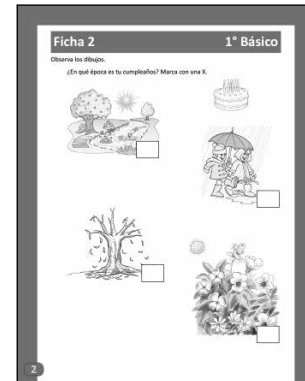 Ficha 2 1° Básico
Observa los dibujos.
¿En qué época es tu cumpleaños? Marca con una X.
2